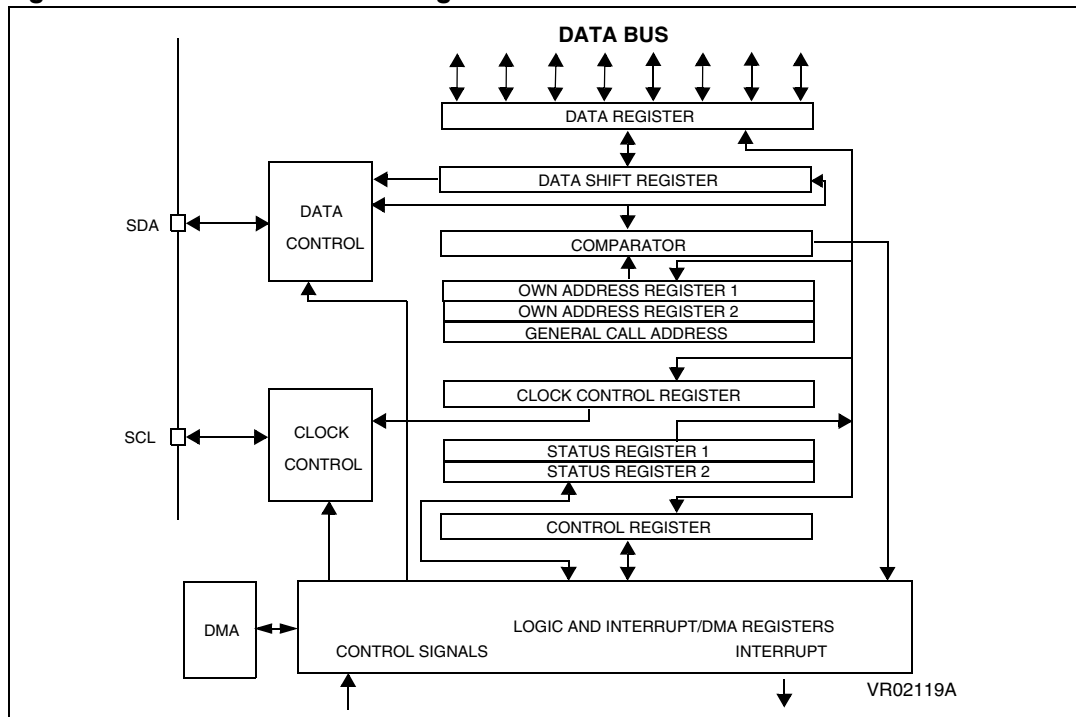 DATA BUS
DATA REGISTER
DATA SHIFT REGISTER
DATA
CONTROL
SDA
COMPARATOR
OWN ADDRESS REGISTER 1
OWN ADDRESS REGISTER 2
GENERAL CALL ADDRESS
CLOCK CONTROL REGISTER
SCL
CLOCK
CONTROL
STATUS REGISTER 1
STATUS REGISTER 2
CONTROL REGISTER
DMA
LOGIC AND INTERRUPT/DMA REGISTERS
CONTROL SIGNALS
INTERRUPT
VR02119A